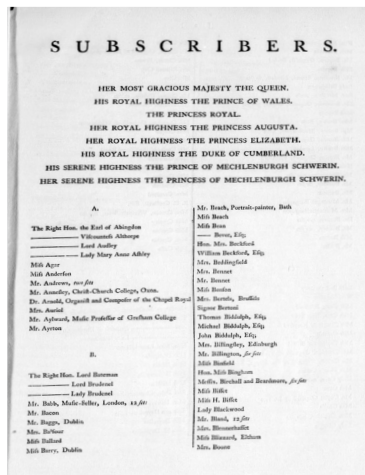 SUBSCRIBERS.
HER MOST GRACIOUS MAJESTY THE QUEEN.
HIS ROYAL HIGHNESS THE PRINCE OF WALES.
THE PRINCESS ROYAL.
HER ROYAL HIGHNESS THE PRINCESS AUGUSTA.
HER ROYAL HIGHNESS THE PRINCESS ELIZABETH.
HIS ROYAL HIGHNESS THE DUKE OF CUMBERLAND.
HIS SERENE HIGHNESS THE PRINCE OF MECHLENBURGH SCHWERIN.
HER SERENE HIGHNESS THE PRINCESS OF MECHLENBURGH SCHWERIN.
A.
The Right Hon. the Earl of Abingdon
Viscountess Althorpe
Lord Audley
Lady Mary Anne Ashley
Miſs Ager
Miſs Anderſon
Mr. Andrews, two ſets
Mr. Anneſley, Chriſt-Church College, Oxon.
Dr. Arnold, Organiſt and Compoſer of the Chapel Royal
Mrs. Auriol
Mr. Aylward, Muſic Profeſſor of Greſham College
Mr. Ayrton
B.
The Right Hon. Lord Bateman
Lord Brudenel
Lady Brudenel
Mr. Babb, Muſic-ſeller, London, 12 ſets
Mr. Bacon
Mr. Baggs, Dublin
Mrs. Balfour
Miſs Ballard
Miſs Barry, Dublin
Mr. Beach, Portrait-painter, Bath
Miſs Beach
Miſs Bean
Bever, Eſq;
Hon. Mrs. Beckford
William Beckford, Eſq;
Mrs. Beddingfield
Mrs. Bennet
Mr. Bennet
Miſs Benſon
Mrs. Bertels, Bruſſels
Signor Bertoni
Thomas Biddulph, Eſq;
Michael Biddulph, Eſq;
John Biddulph, Eſq;
Mrs. Billingſley, Edinburgh
Mr. Billington, ſix ſets
Miſs Binfield
Hon. Miſs Bingham
Meſſrs. Birchall and Beardmore, ſix ſets
Miſs Biſſet
Miſs H. Biſſet
Lady Blackwood
Mr. Bland, 12 ſets
Mrs. Blennerhaſſet
Miſs Blizzard, Eltham
Mrs. Boone